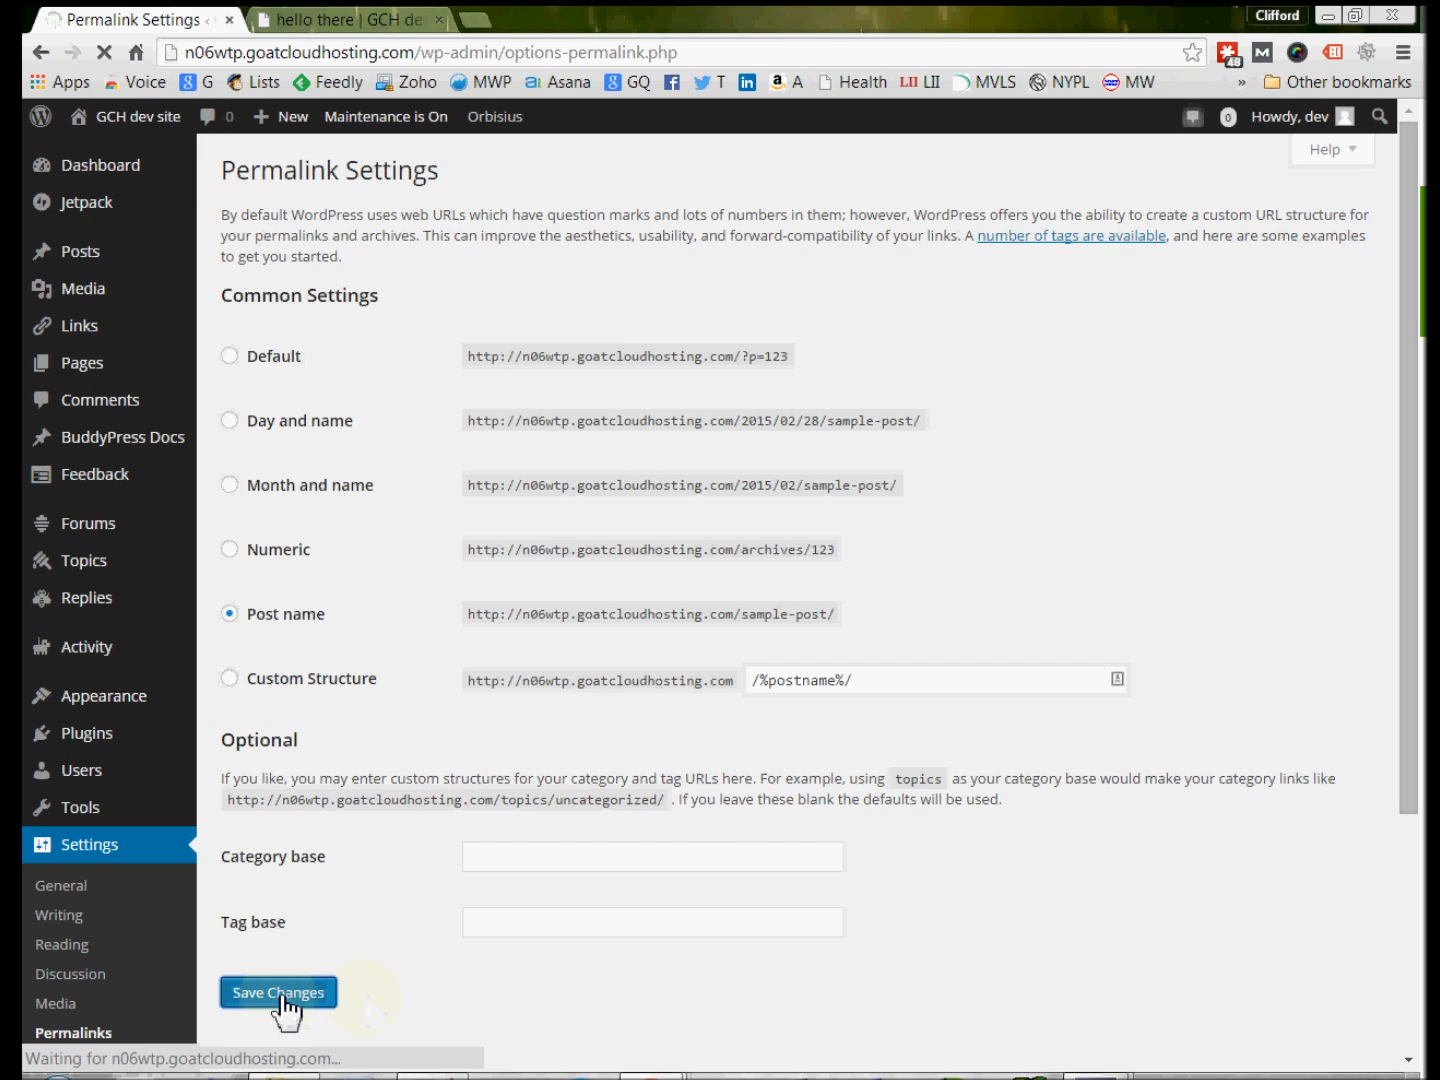 Permalink Settings ‹
hello there | GCH de
Clifford
n06wtp.goatcloudhosting.com/wp-admin/options-permalink.php
48
Apps Voice G Lists Feedly Zoho MWP Asana GQ T A Health LII LII MVLS NYPL MW » Other bookmarks
GCH dev site 0 New Maintenance is On Orbisius 0 Howdy, dev
Help
Dashboard
Jetpack
Posts
Media
Links
Pages
Comments
BuddyPress Docs
Feedback
Forums
Topics
Replies
Activity
Appearance
Plugins
Users
Tools
Settings
General
Writing
Reading
Discussion
Media
Permalinks
Permalink Settings
By default WordPress uses web URLs which have question marks and lots of numbers in them; however, WordPress offers you the ability to create a custom URL structure for
your permalinks and archives. This can improve the aesthetics, usability, and forward-compatibility of your links. A number of tags are available, and here are some examples
to get you started.
Common Settings
Default http://n06wtp.goatcloudhosting.com/?p=123
Day and name http://n06wtp.goatcloudhosting.com/2015/02/28/sample-post/
Month and name http://n06wtp.goatcloudhosting.com/2015/02/sample-post/
Numeric http://n06wtp.goatcloudhosting.com/archives/123
Post name http://n06wtp.goatcloudhosting.com/sample-post/
Custom Structure http://n06wtp.goatcloudhosting.com /%postname%/
Optional
If you like, you may enter custom structures for your category and tag URLs here. For example, using topics as your category base would make your category links like
http://n06wtp.goatcloudhosting.com/topics/uncategorized/ . If you leave these blank the defaults will be used.
Category base
Tag base
Save Changes
Waiting for n06wtp.goatcloudhosting.com...